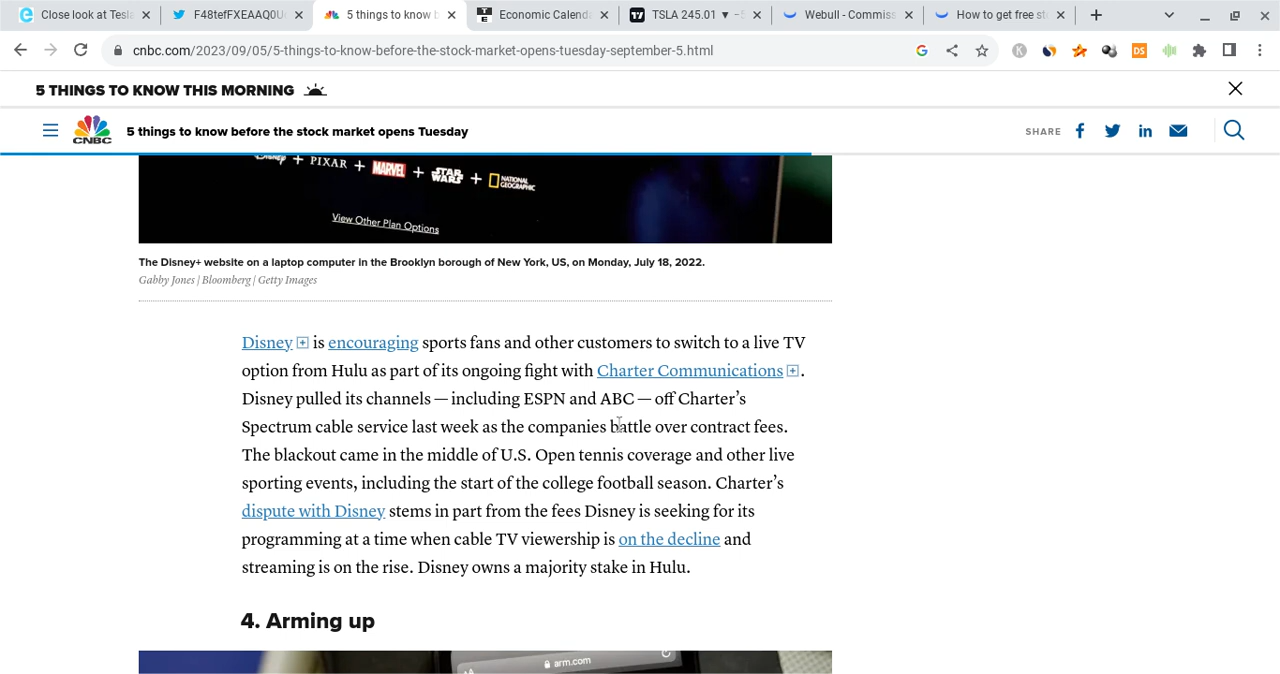 Close look at Tesla
F48tefFXEAAQ0U
5 things to know b
Economic Calend
TSLA 245.01 ▼ −5
Webull - Commiss
How to get free st
cnbc.com/2023/09/05/5-things-to-know-before-the-stock-market-opens-tuesday-september-5.html
5 THINGS TO KNOW THIS MORNING
CNBC
5 things to know before the stock market opens Tuesday
SHARE
Disney + PIXAR + MARVEL + STAR WARS + NATIONAL GEOGRAPHIC
View Other Plan Options
The Disney+ website on a laptop computer in the Brooklyn borough of New York, US, on Monday, July 18, 2022.
Gabby Jones | Bloomberg | Getty Images
Disney is encouraging sports fans and other customers to switch to a live TV
option from Hulu as part of its ongoing fight with Charter Communications .
Disney pulled its channels — including ESPN and ABC — off Charter’s
Spectrum cable service last week as the companies battle over contract fees.
The blackout came in the middle of U.S. Open tennis coverage and other live
sporting events, including the start of the college football season. Charter’s
dispute with Disney stems in part from the fees Disney is seeking for its
programming at a time when cable TV viewership is on the decline and
streaming is on the rise. Disney owns a majority stake in Hulu.
4. Arming up
AA arm.com